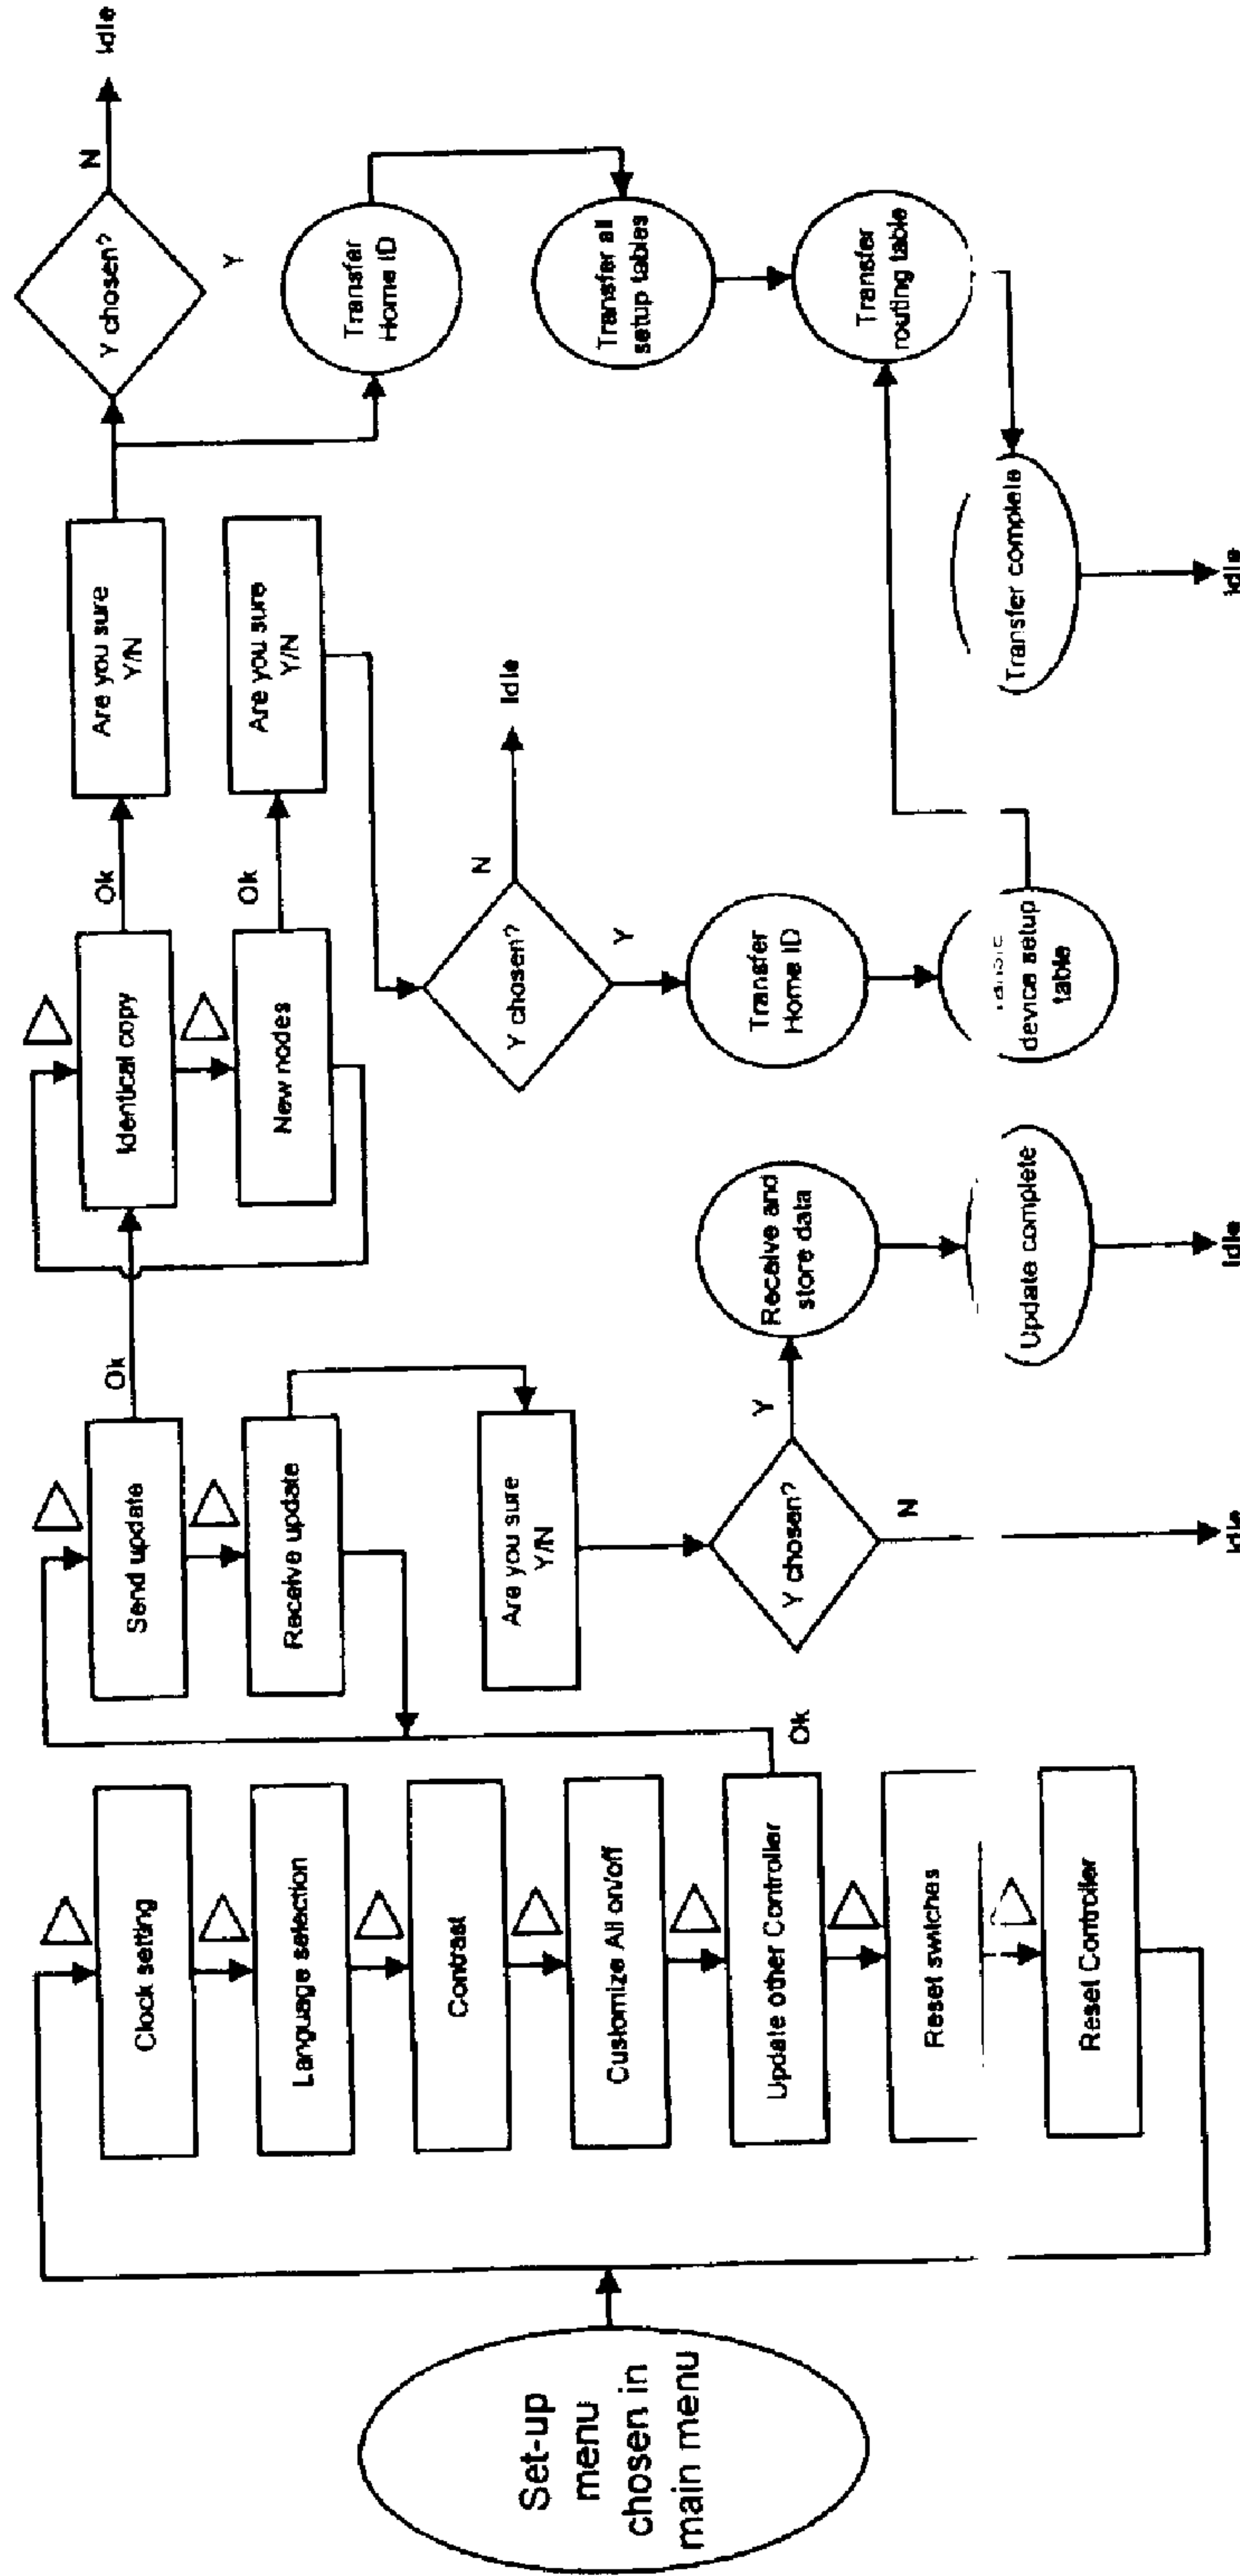 Set-up
menu
chosen in
main menu
Clock setting
Language selection
Contrast
Customize All on/off
Update other Controller
Reset switches
Reset Controller
Ok
Send update
Receive update
Are you sure
Y/N
Y chosen?
Y
N
Idle
Receive and
store data
Update complete
Idle
Ok
Identical copy
New nodes
Ok
Ok
Are you sure
Y/N
Are you sure
Y/N
Y chosen?
N
Idle
Y
Transfer
Home ID
device setup
table
Y chosen?
N
Idle
Y
Transfer
Home ID
Transfer all
setup tables
Transfer
routing table
Transfer complete
Idle